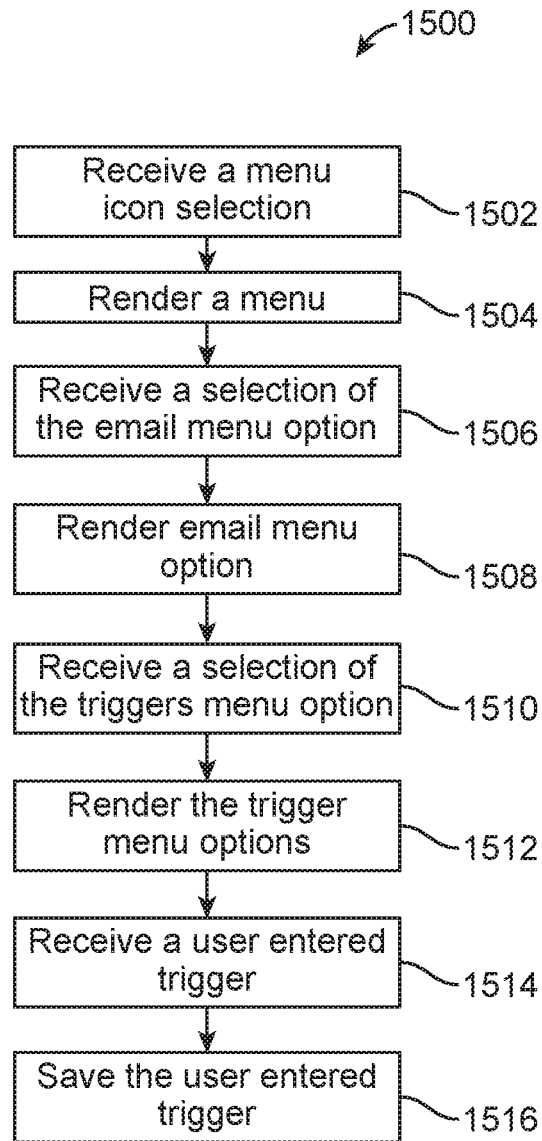 1500
Receive a menu
icon selection
1502
Render a menu
1504
Receive a selection of
the email menu option
1506
Render email menu
option
1508
Receive a selection of
the triggers menu option
1510
Render the trigger
menu options
1512
Receive a user entered
trigger
1514
Save the user entered
trigger
1516